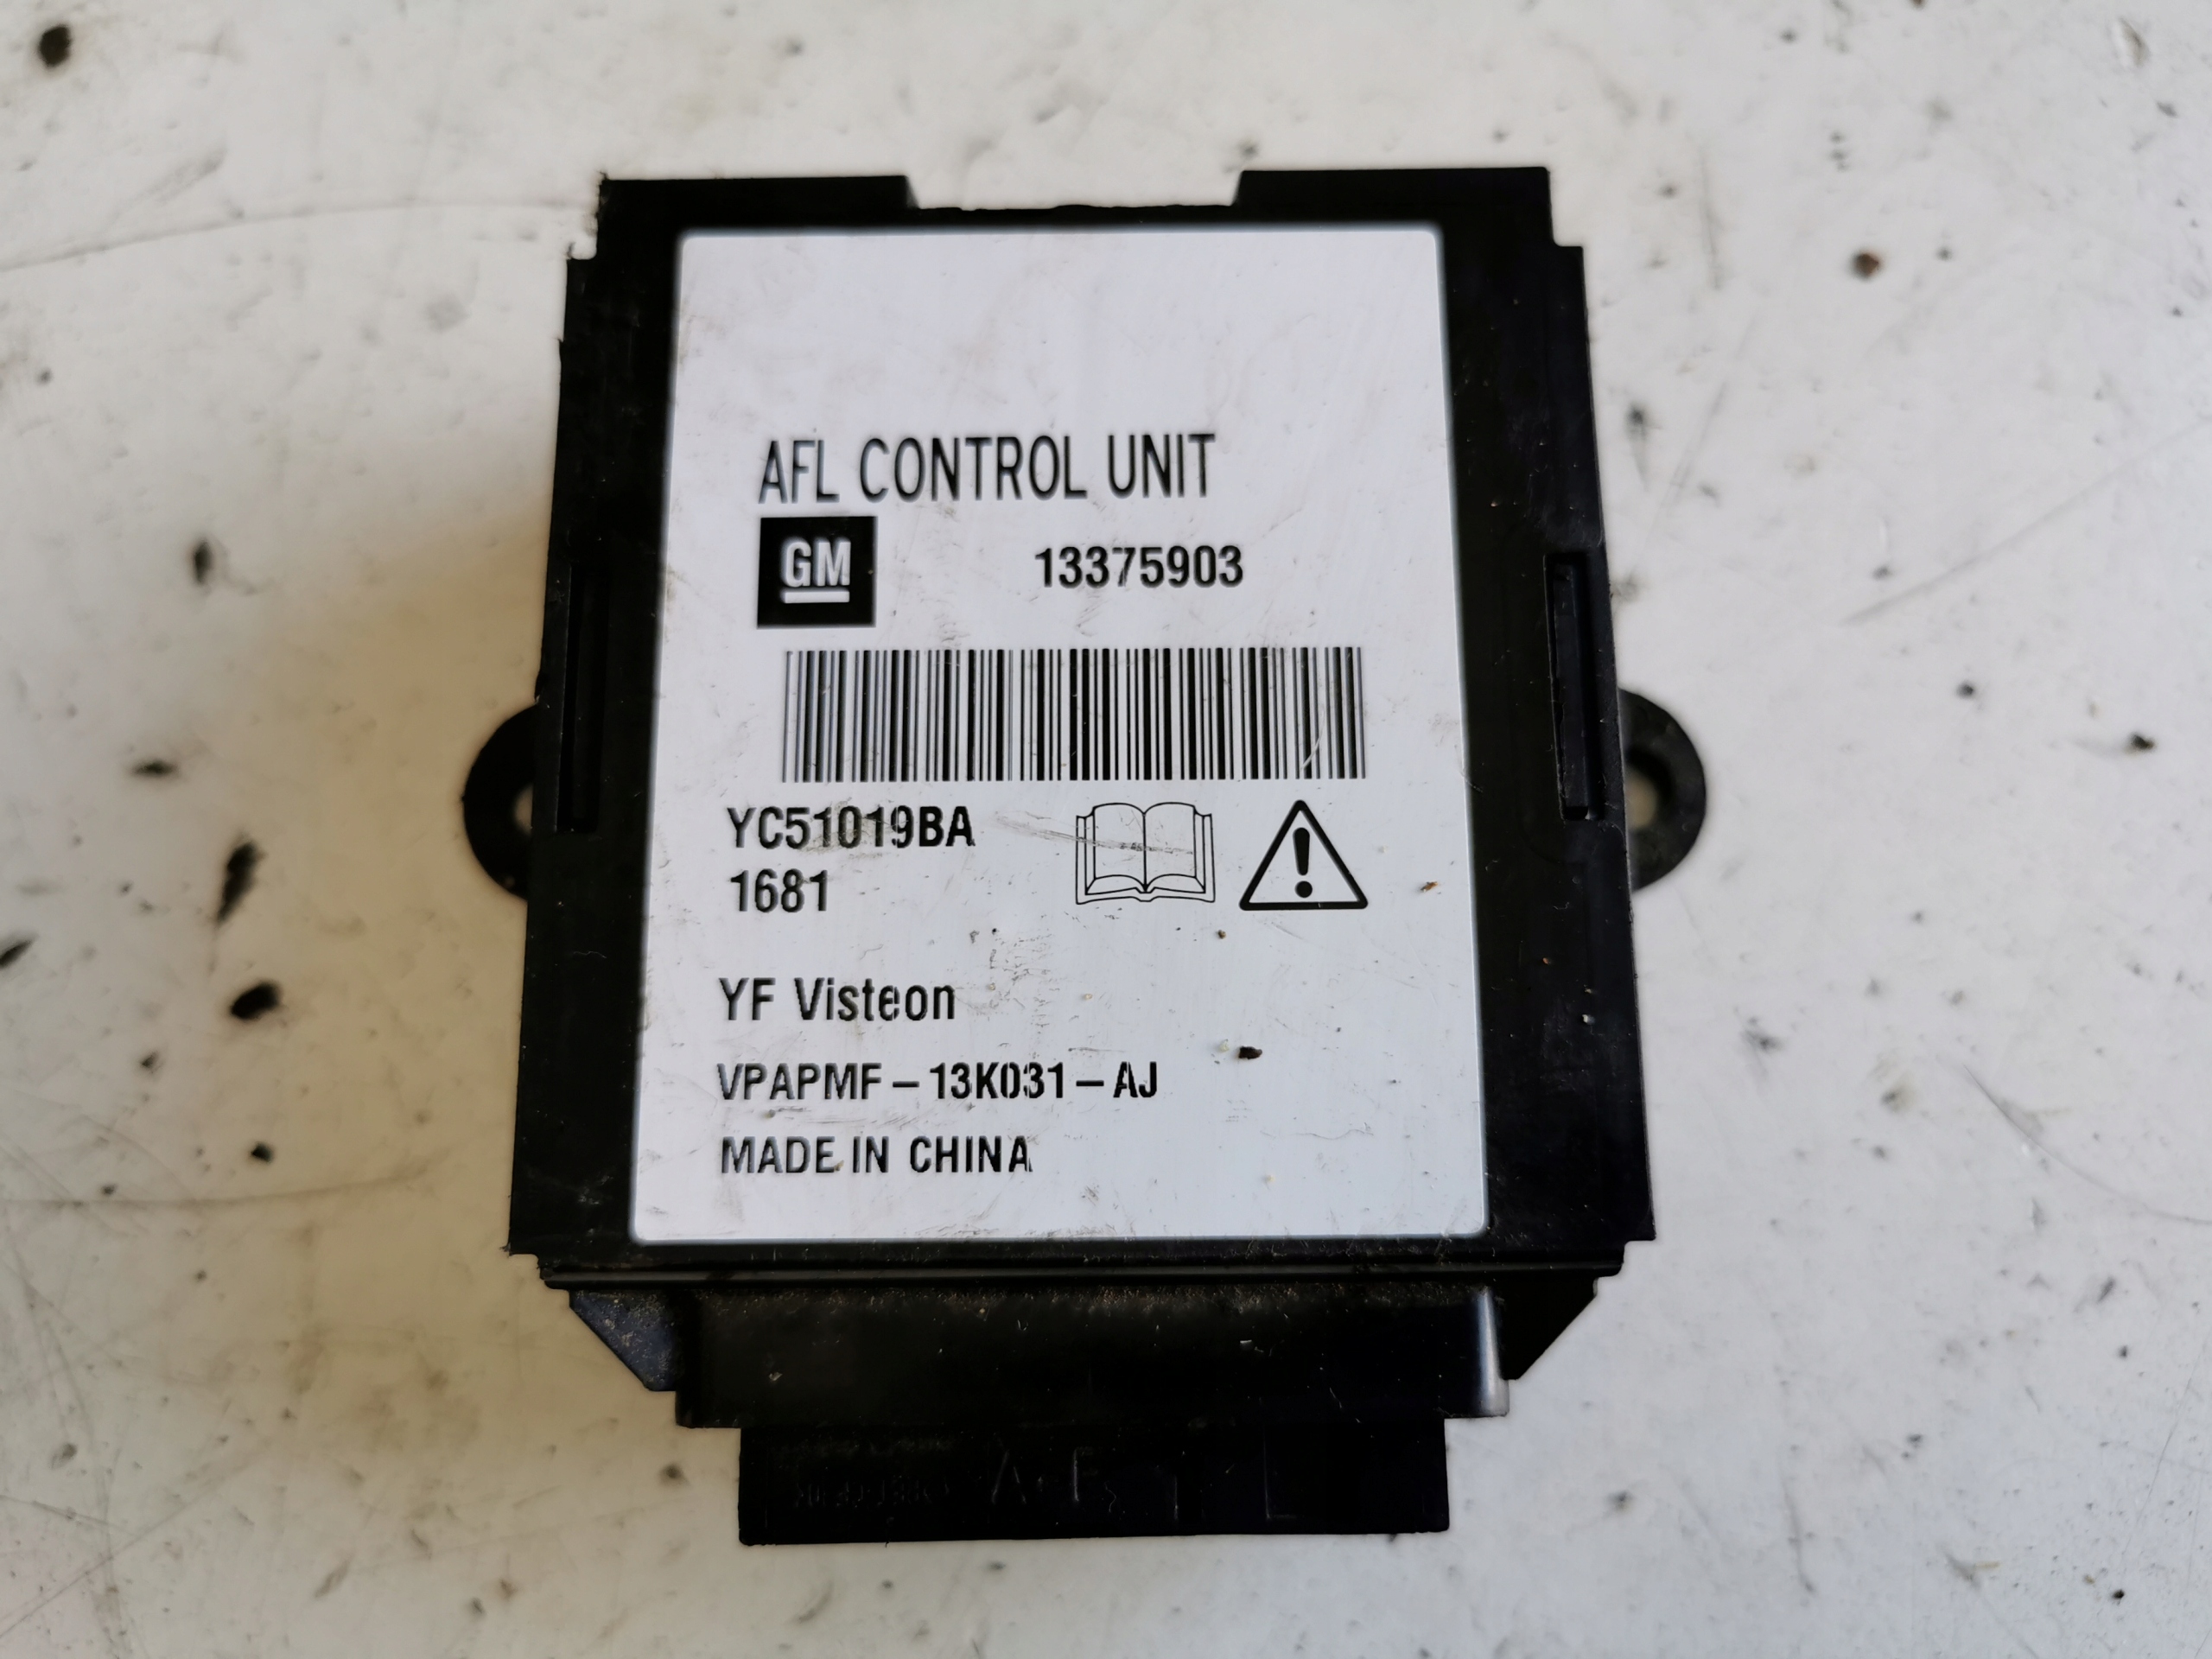 AFL CONTROL UNIT
GM 13375903
YC51019BA
1681
YF Visteon
VPAPMF-13K031-AJ
MADE IN CHINA